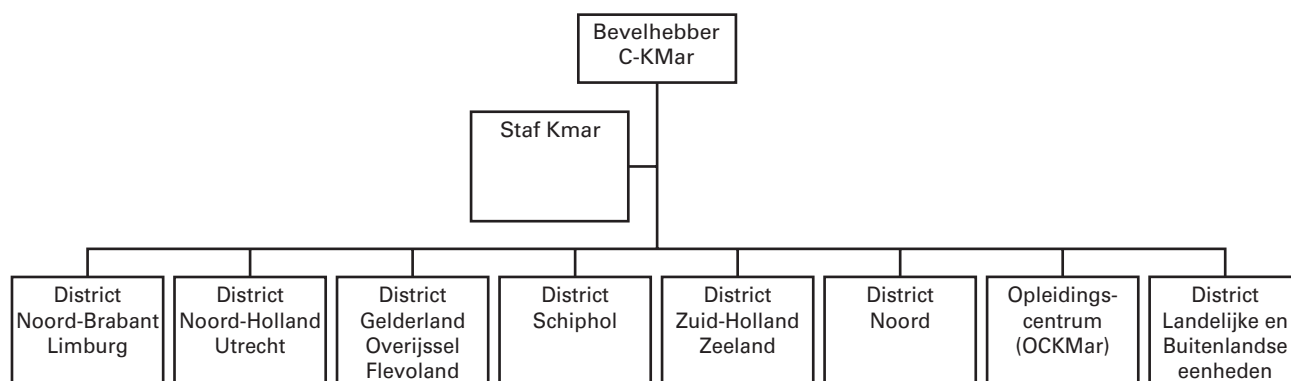 Bevelhebber
C-KMar
Staf Kmar
District
Noord-Brabant
Limburg
District
Noord-Holland
Utrecht
District
Gelderland
Overijssel
Flevoland
District
Schiphol
District
Zuid-Holland
Zeeland
District
Noord
Opleidings-
centrum
(OCKMar)
District
Landelijke en
Buitenlandse
eenheden